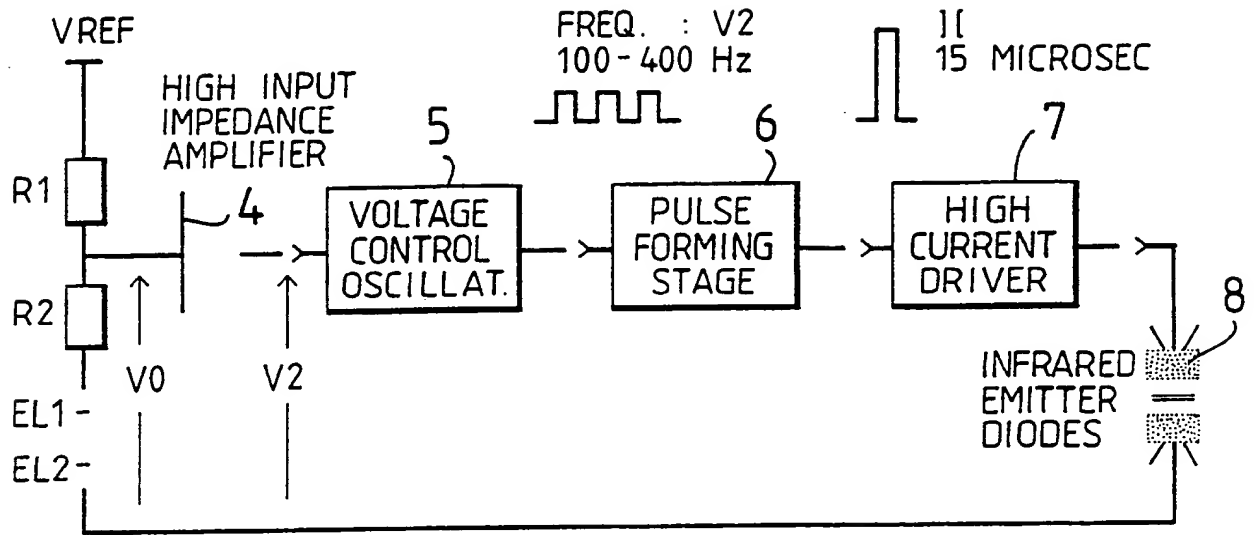 VREF
HIGH INPUT
IMPEDANCE
AMPLIFIER
4
R1
R2
V0
V2
EL1
EL2
5
VOLTAGE
CONTROL
OSCILLAT.
FREQ. : V2
100-400 Hz
6
PULSE
FORMING
STAGE
II
15 MICROSEC
7
HIGH
CURRENT
DRIVER
8
INFRARED
EMITTER
DIODES